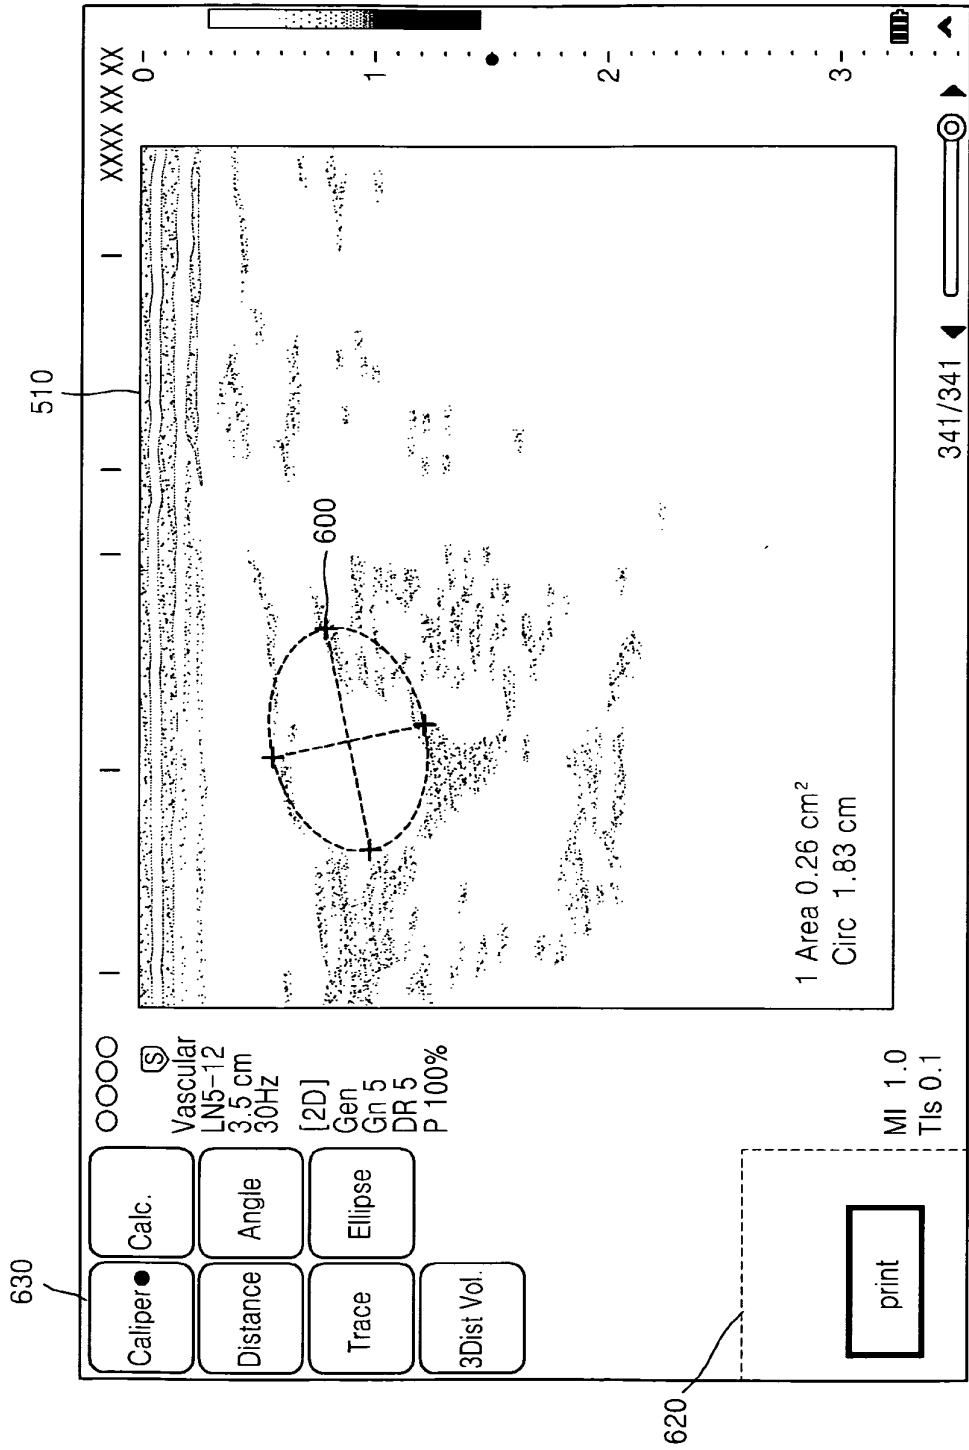 630
Caliper●
Calc.
Distance
Angle
Trace
Ellipse
3Dist Vol.
620
print
OOOO
S
Vascular
LN5-12
3.5 cm
30Hz
[2D]
Gen
Gn 5
DR 5
P 100%
MI 1.0
TIs 0.1
XXXX XX XX
510
600
1 Area 0.26 cm²
Circ 1.83 cm
0
1
2
3
341/341